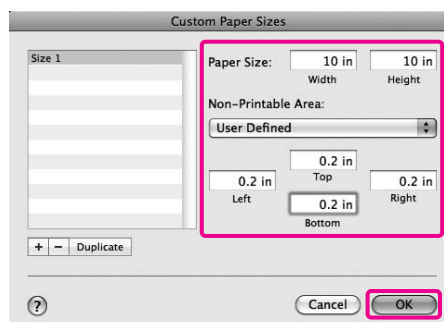 Custom Paper Sizes
Size 1
Paper Size: 10 in 10 in
Width Height
Non-Printable Area:
User Defined
0.2 in
Top
0.2 in 0.2 in
Left Right
0.2 in
Bottom
+ - Duplicate
? Cancel OK